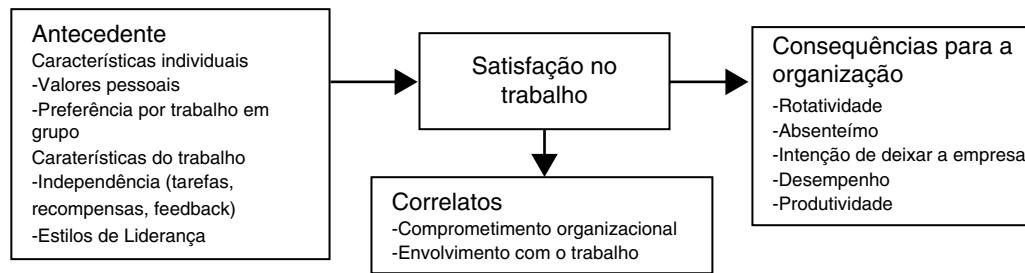 Antecedente
Características individuais
-Valores pessoais
-Preferência por trabalho em
grupo
Caraterísticas do trabalho
-Independência (tarefas,
recompensas, feedback)
-Estilos de Liderança
Satisfação no
trabalho
Correlatos
-Comprometimento organizacional
-Envolvimento com o trabalho
Consequências para a
organização
-Rotatividade
-Absenteímo
-Intenção de deixar a empresa
-Desempenho
-Produtividade